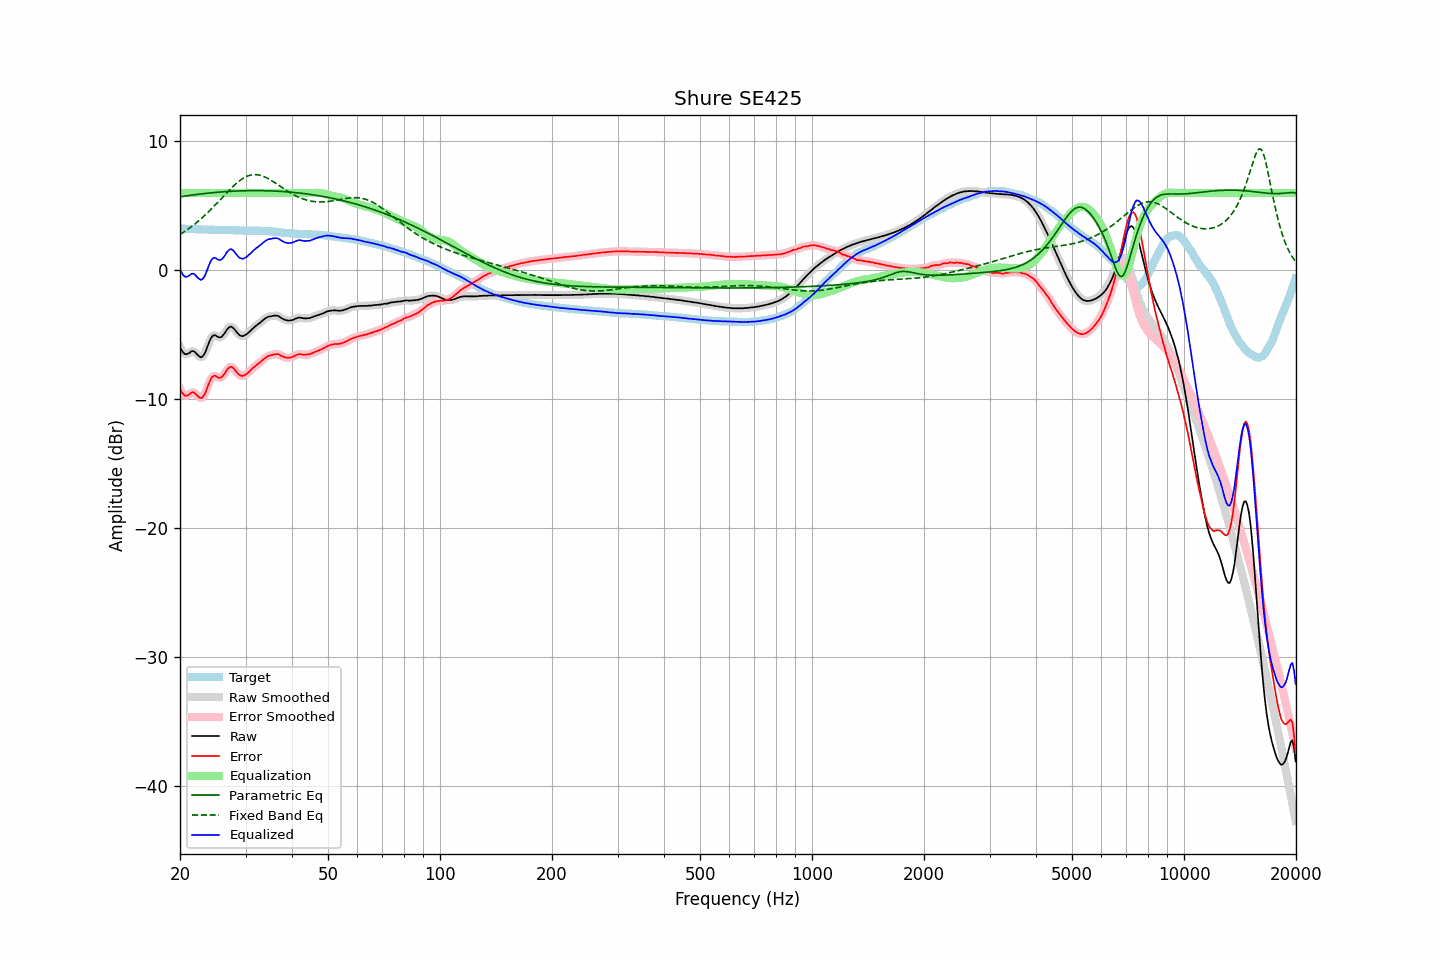 Shure SE425
Amplitude (dBr)
10
0
−10
−20
−30
−40
Target
Raw Smoothed
Error Smoothed
Raw
Error
Equalization
Parametric Eq
Fixed Band Eq
Equalized
20 50 100 200 500 1000 2000 5000 10000 20000
Frequency (Hz)